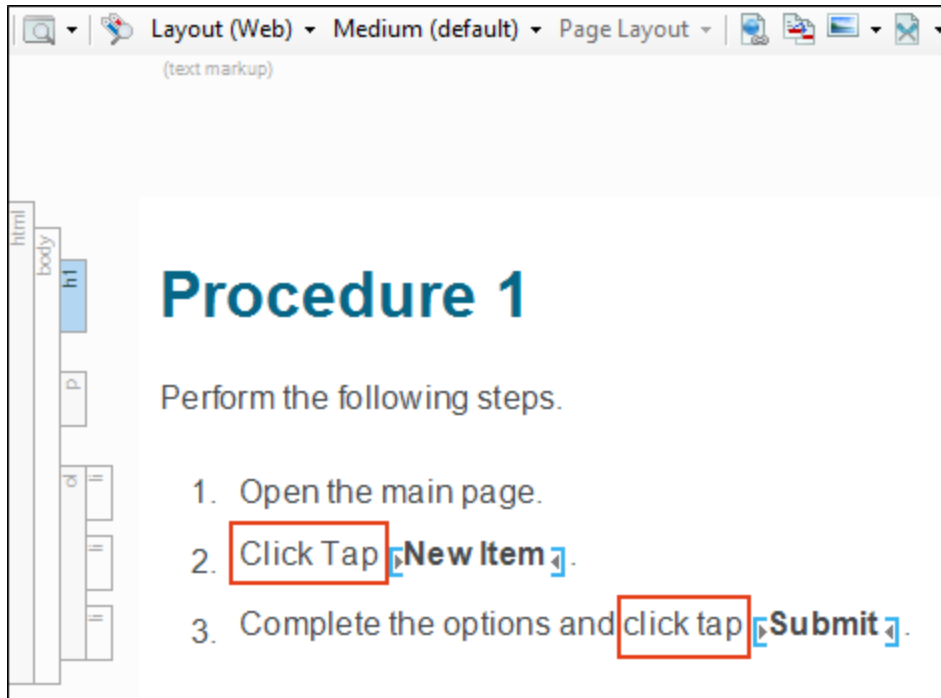 Layout (Web) Medium (default) Page Layout
(text markup)
html
body
h1
Procedure 1
p
Perform the following steps.
ol
li
1. Open the main page.
li
2. Click Tap New Item .
li
3. Complete the options and click tap Submit .